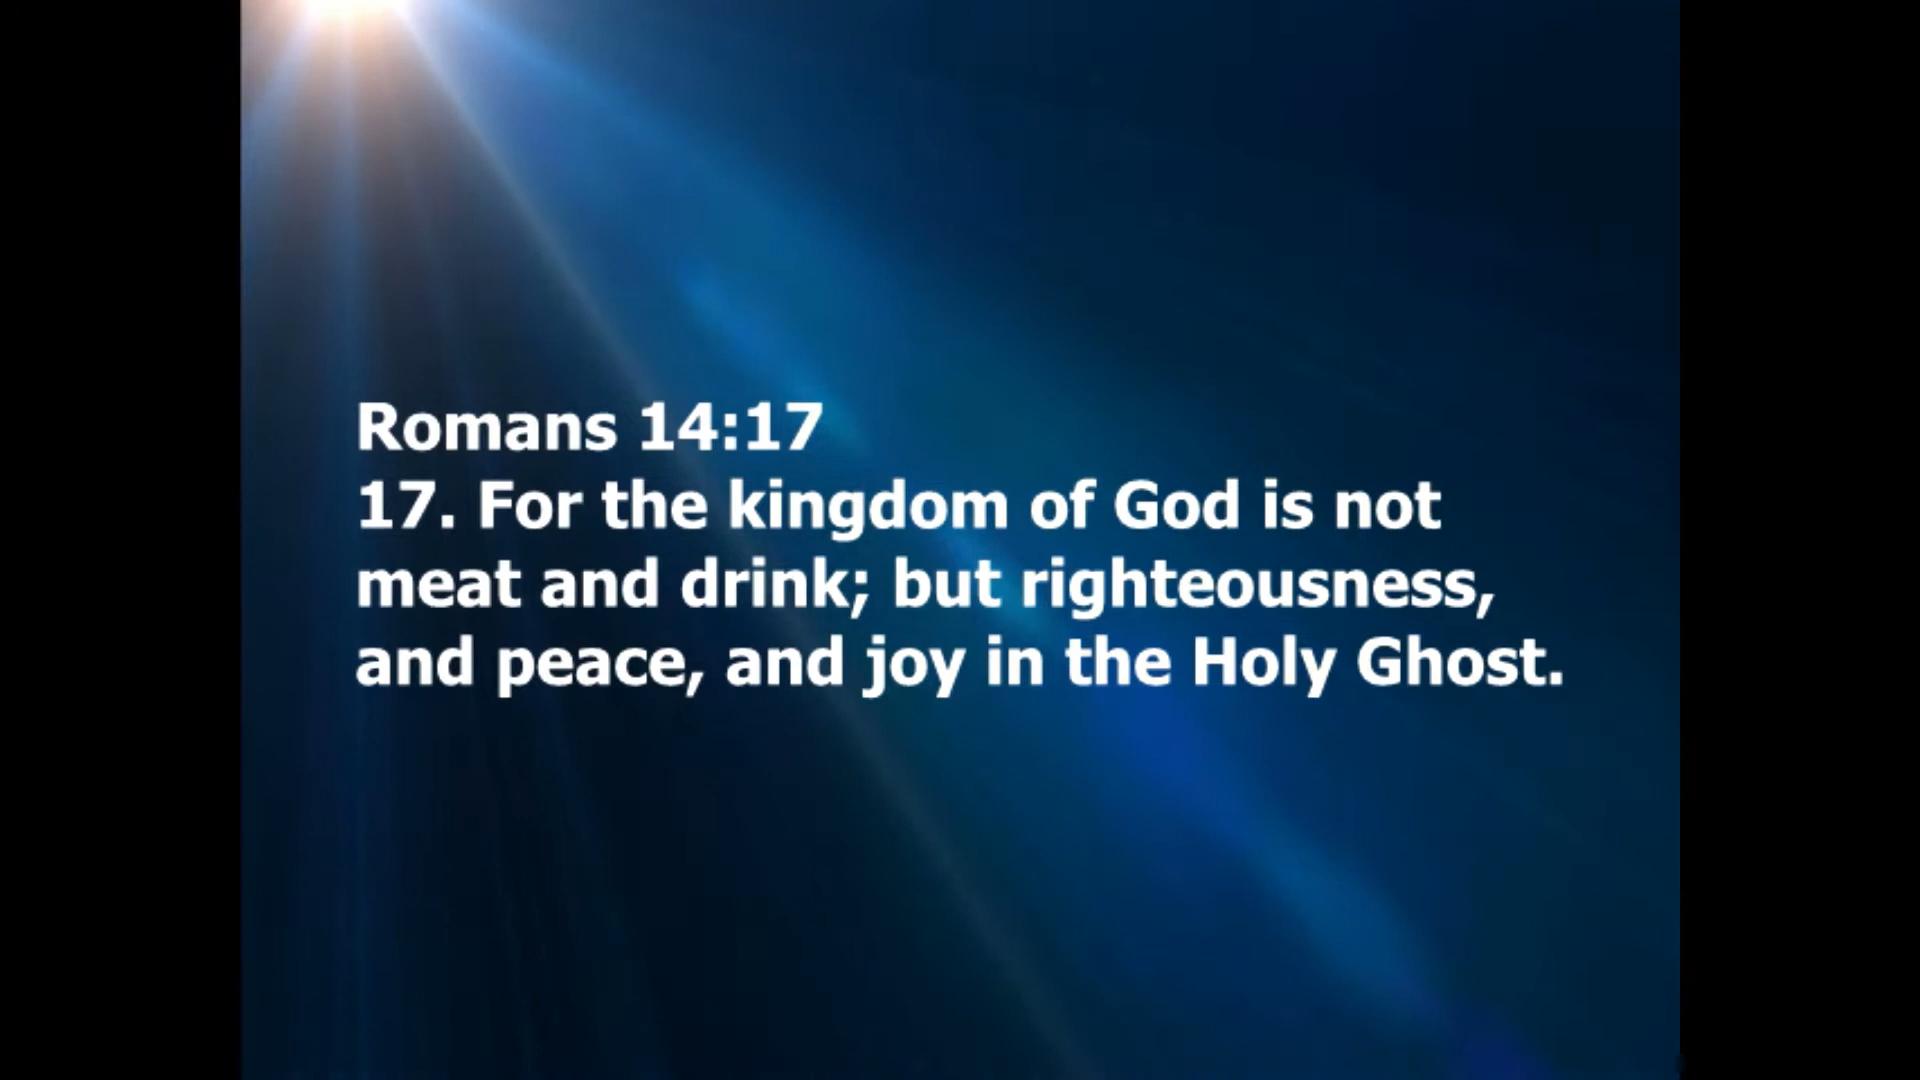 Romans 14:17
17. For the kingdom of God is not
meat and drink; but righteousness,
and peace, and joy in the Holy Ghost.